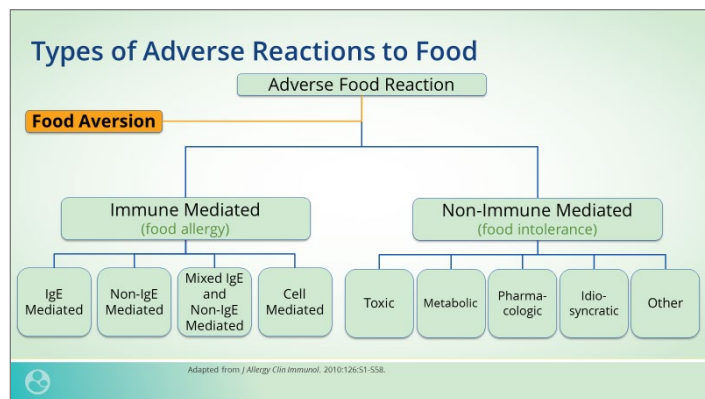 Types of Adverse Reactions to Food
Adverse Food Reaction
Food Aversion
Immune Mediated
(food allergy)
Non-Immune Mediated
(food intolerance)
IgE
Mediated
Non-IgE
Mediated
Mixed IgE
and
Non-IgE
Mediated
Cell
Mediated
Toxic
Metabolic
Pharma-
cologic
Idio-
syncratic
Other
Adapted from J Allergy Clin Immunol. 2010:126:S1-S58.